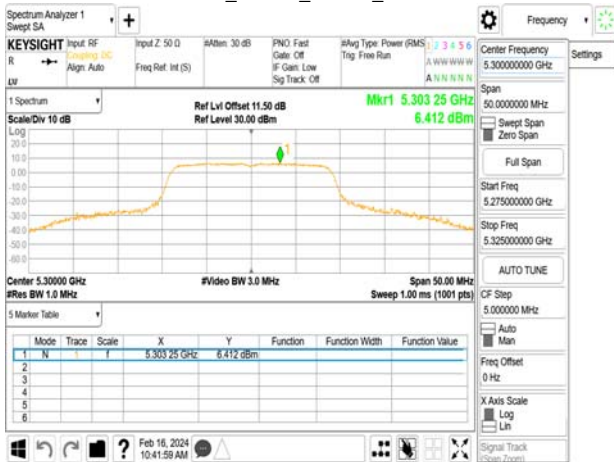 Spectrum Analyzer 1
Swept SA
Frequency
KEYSIGHT
R
Input: RF
Coupling: DC
Align: Auto
Input Z: 50 Ω
Freq Ref: Int (S)
#Atten: 30 dB
PNO: Fast
Gate: Off
IF Gain: Low
Sig Track: Off
#Avg Type: Power (RMS
Trig: Free Run
1 2 3 4 5 6
A WW WW W
A N N N N N
1 Spectrum
Scale/Div 10 dB
Ref Lvl Offset 11.50 dB
Ref Level 30.00 dBm
Mkr1 5.303 25 GHz
6.412 dBm
Log
20.0
10.0
0.00
-10.0
-20.0
-30.0
-40.0
-50.0
-60.0
1
Center 5.30000 GHz
#Video BW 3.0 MHz
Span 50.00 MHz
#Res BW 1.0 MHz
Sweep 1.00 ms (1001 pts)
5 Marker Table
Mode Trace Scale X Y Function Function Width Function Value
1 N 1 f 5.303 25 GHz 6.412 dBm
2
3
4
5
6
Feb 16, 2024
10:41:59 AM
Center Frequency
5.300000000 GHz
Settings
Span
50.0000000 MHz
Swept Span
Zero Span
Full Span
Start Freq
5.275000000 GHz
Stop Freq
5.325000000 GHz
AUTO TUNE
CF Step
5.000000 MHz
Auto
Man
Freq Offset
0 Hz
X Axis Scale
Log
Lin
Signal Track
(Span Zoom)